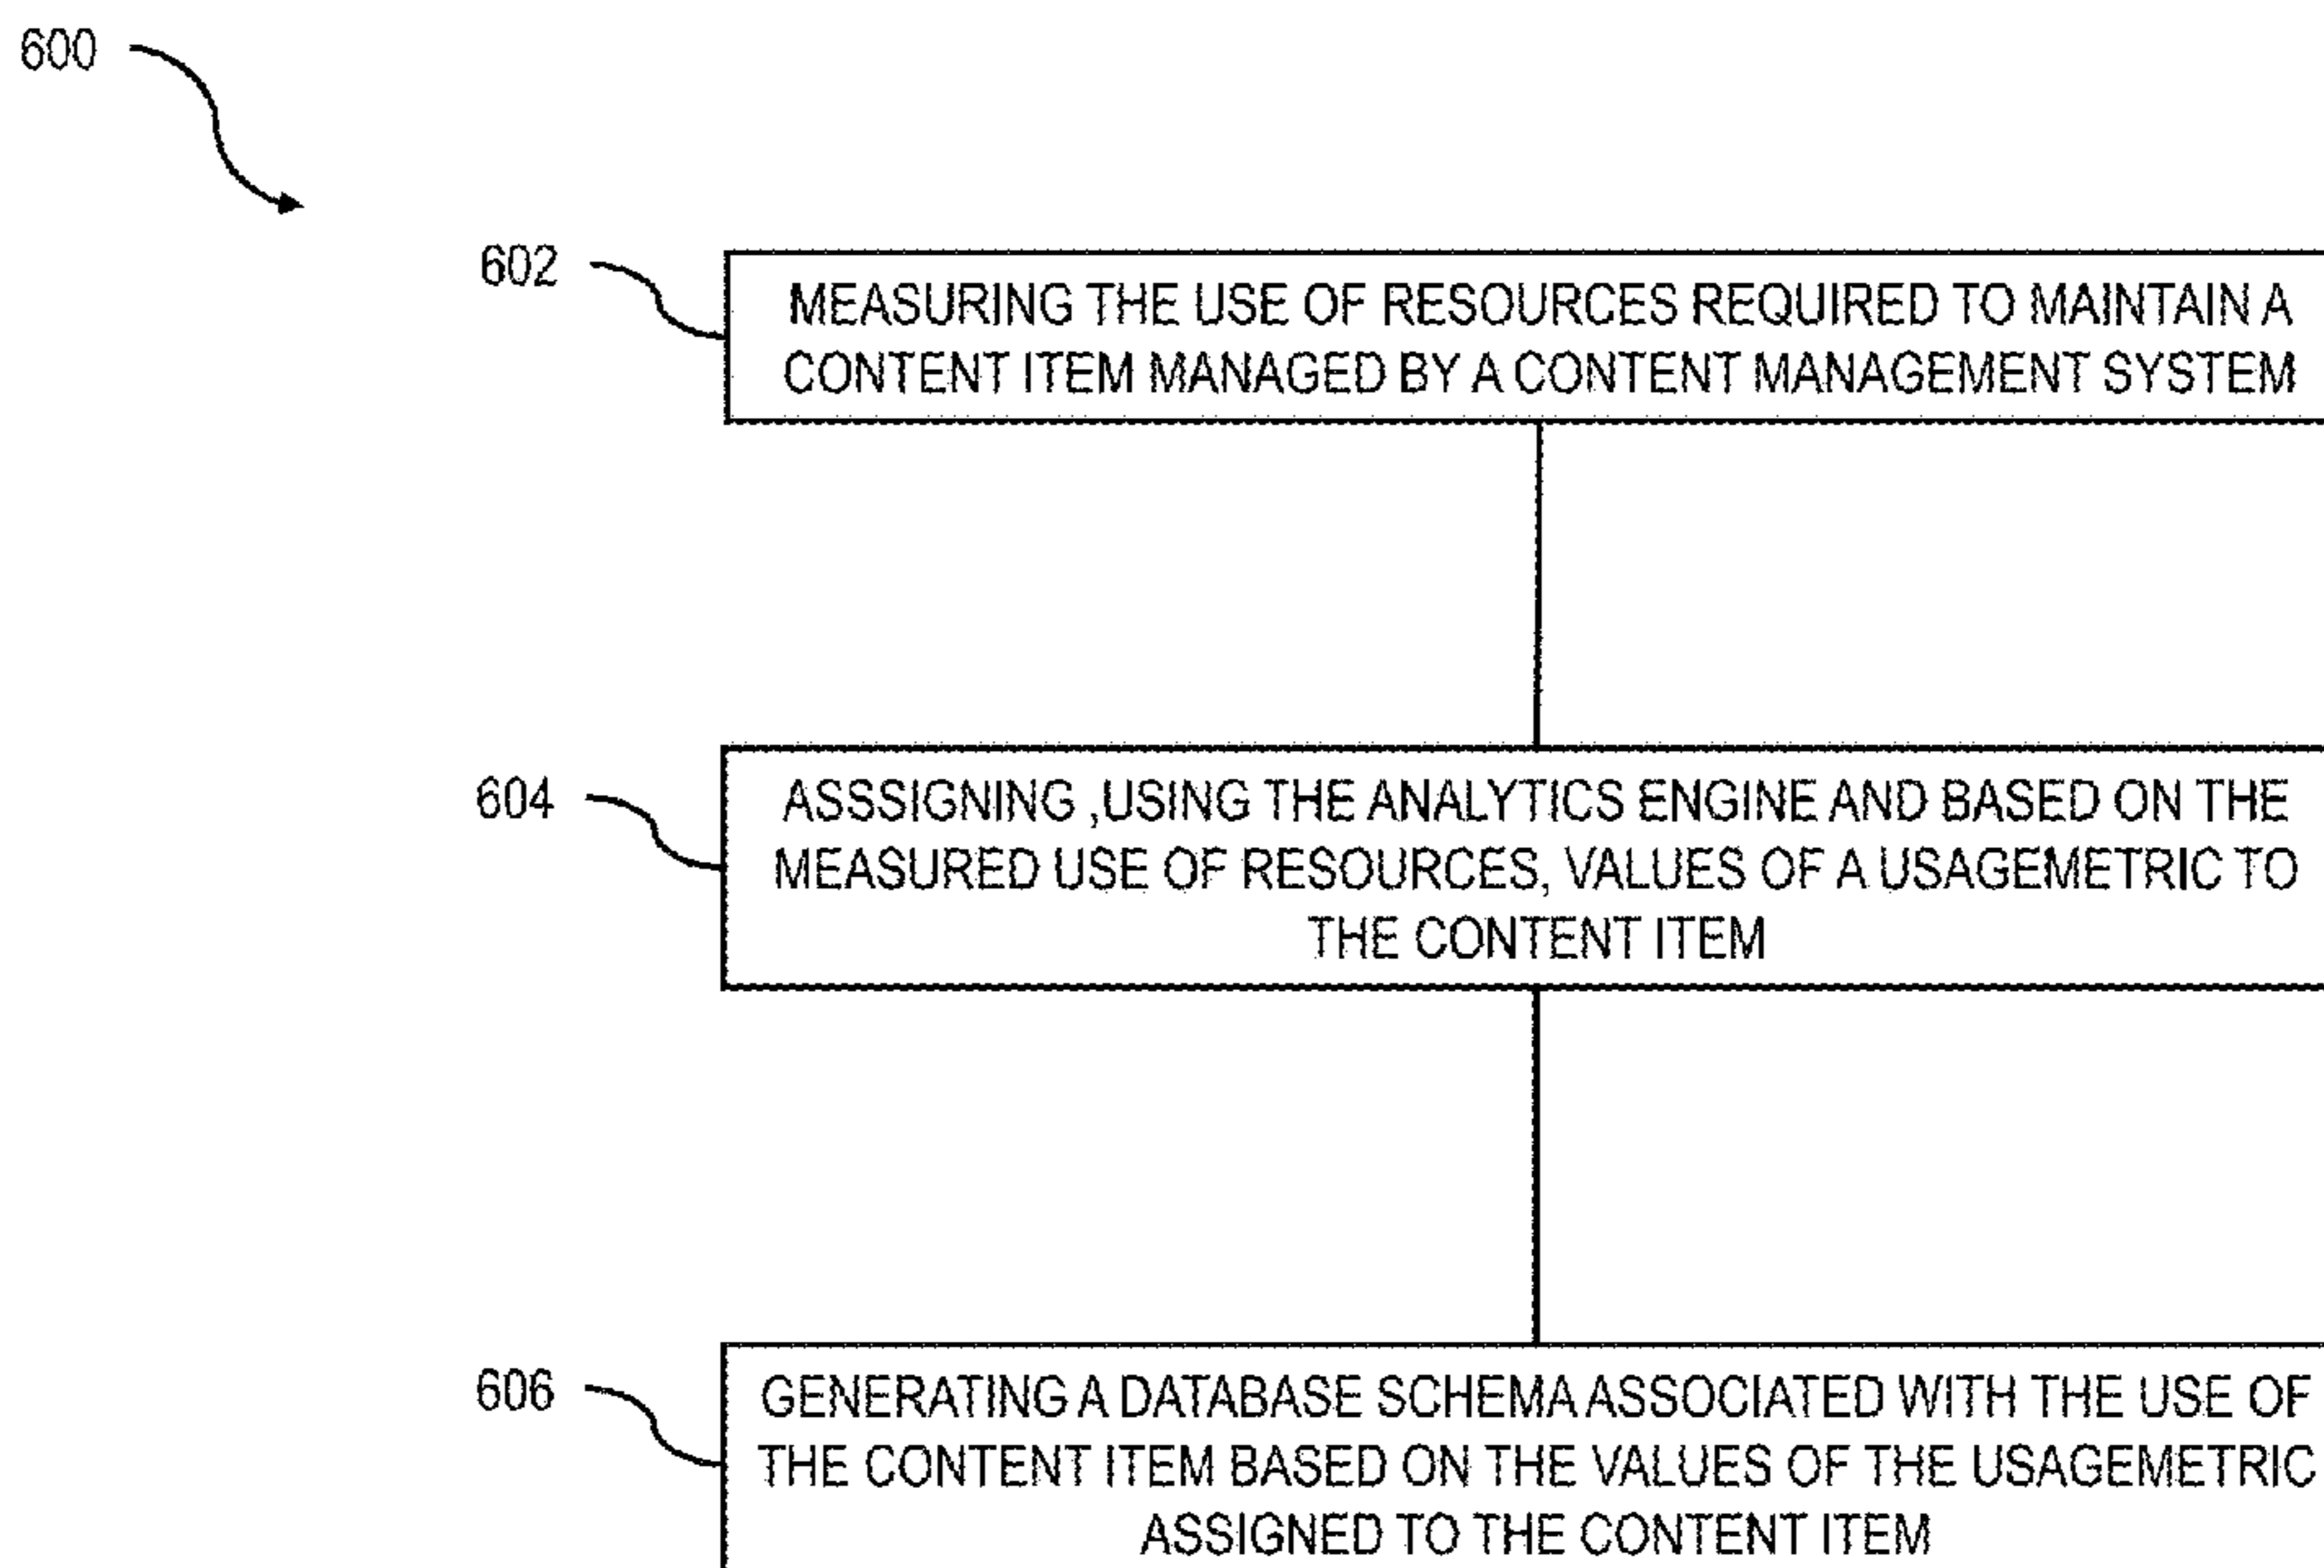 600
602
MEASURING THE USE OF RESOURCES REQUIRED TO MAINTAIN A
CONTENT ITEM MANAGED BY A CONTENT MANAGEMENT SYSTEM
604
ASSSIGNING ,USING THE ANALYTICS ENGINE AND BASED ON THE
MEASURED USE OF RESOURCES, VALUES OF A USAGEMETRIC TO
THE CONTENT ITEM
606
GENERATING A DATABASE SCHEMA ASSOCIATED WITH THE USE OF
THE CONTENT ITEM BASED ON THE VALUES OF THE USAGEMETRIC
ASSIGNED TO THE CONTENT ITEM